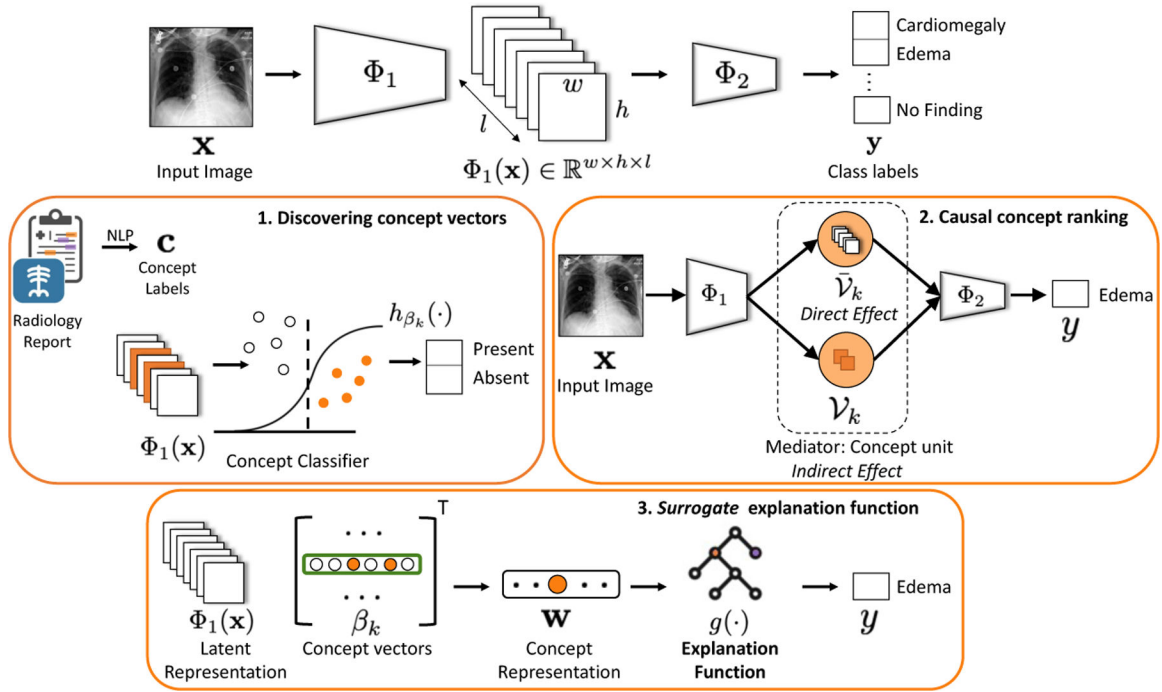 Φ₁
w
h
l
Φ₂
Cardiomegaly
Edema
⋮
No Finding
x
Input Image
Φ₁(x) ∈ ℝ^{w×h×l}
y
Class labels
1. Discovering concept vectors
NLP
c
Concept
Labels
Radiology
Report
h_{β_k}(·)
Present
Absent
Φ₁(x)
Concept Classifier
2. Causal concept ranking
Φ₁
V̄_k
Direct Effect
Φ₂
Edema
y
x
Input Image
V_k
Mediator: Concept unit
Indirect Effect
3. Surrogate explanation function
T
· · ·
· · ·
Φ₁(x)
Latent
Representation
β_k
Concept vectors
w
Concept
Representation
g(·)
Explanation
Function
Edema
y